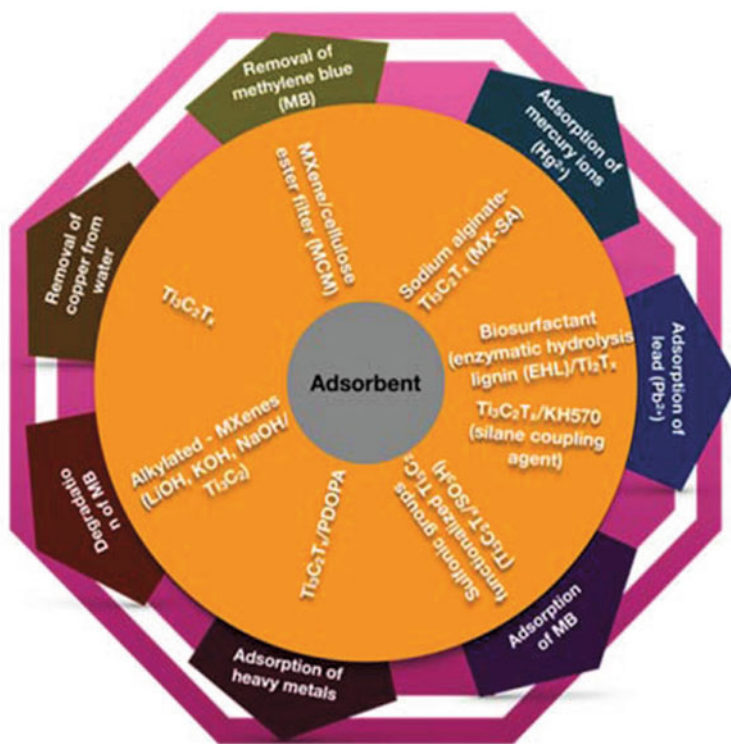 Removal of
methylene blue
(MB)
Adsorption of
mercury ions
(Hg²⁺)
Adsorption of
lead (Pb²⁺)
Adsorption
of MB
Adsorption of
heavy metals
Degradatio
n of MB
Removal of
copper from
water
MXene/cellulose
ester filter (MCM)
Sodium alginate-
Ti₃C₂Tₓ (MX-SA)
Biosurfactant
(enzymatic hydrolysis
lignin (EHL)/Ti₂Tₓ
Ti₃C₂Tₓ/KH570
(silane coupling
agent)
Sulfonic groups
functionalized Ti₃C₂
(Ti₃C₂Tₓ/SO₃H)
Ti₃C₂Tₓ/PDOPA
Alkylated - MXenes
(LiOH, KOH, NaOH/
Ti₃C₂)
Ti₃C₂Tₓ
Adsorbent